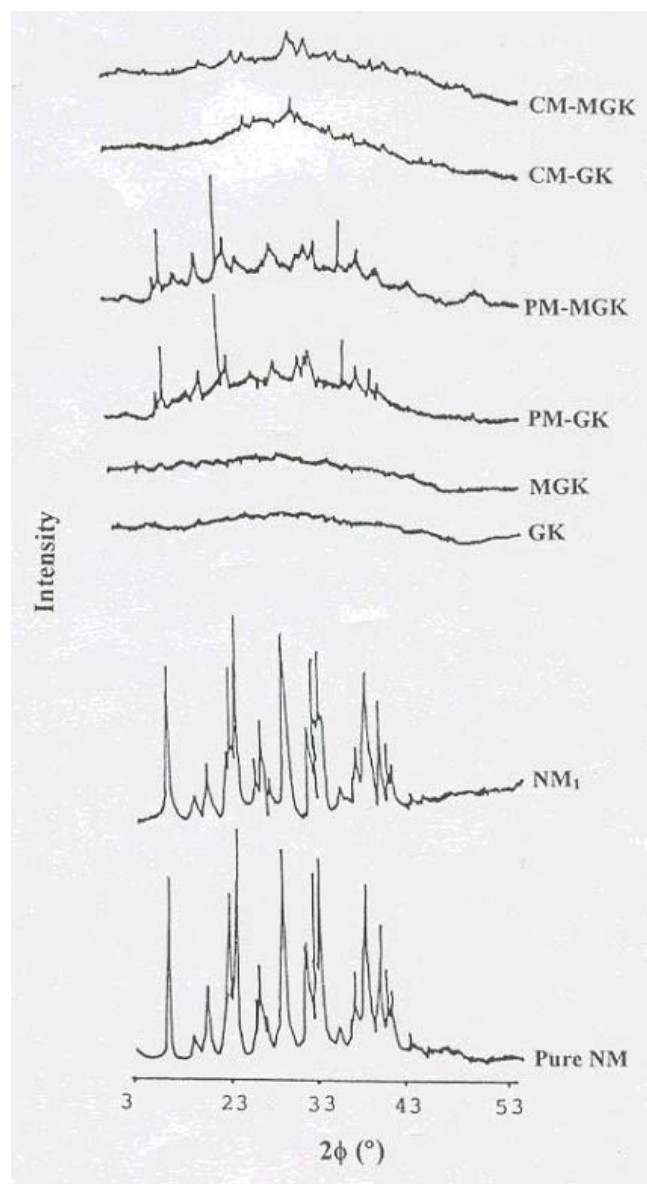 CM-MGK
CM-GK
PM-MGK
PM-GK
MGK
GK
Intensity
NM₁
Pure NM
3 23 33 43 53
2ϕ (°)